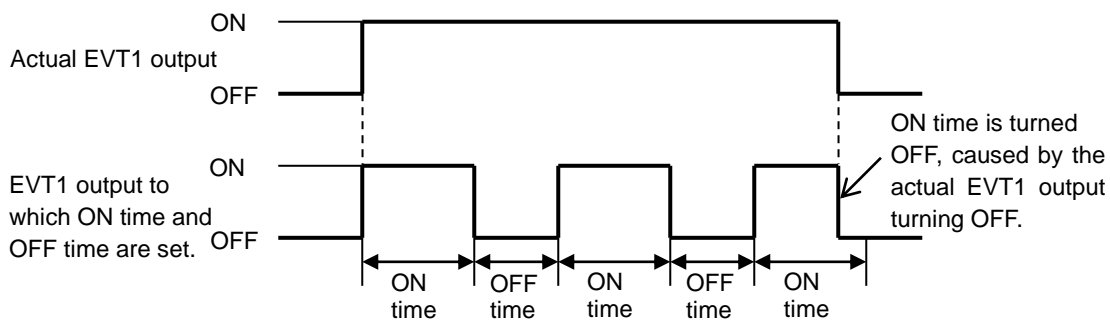 ON
Actual EVT1 output
OFF
ON time is turned
OFF, caused by the
actual EVT1 output
turning OFF.
ON
EVT1 output to
which ON time and
OFF time are set.
OFF
ON
time
OFF
time
ON
time
OFF
time
ON
time